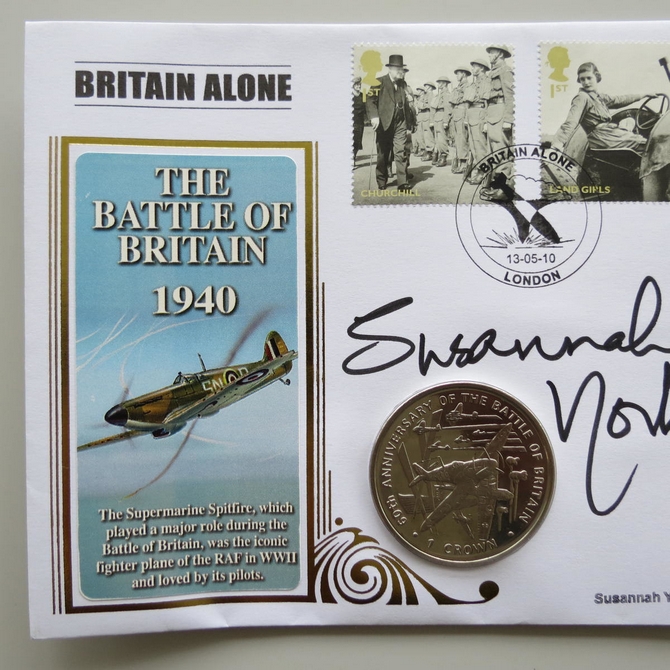 BRITAIN ALONE
1ST
CHURCHILL
1ST
LAND GIRLS
BRITAIN ALONE
13-05-10
LONDON
THE
BATTLE OF
BRITAIN
1940
The Supermarine Spitfire, which
played a major role during the
Battle of Britain, was the iconic
fighter plane of the RAF in WWII
and loved by its pilots.
Susannah
60TH ANNIVERSARY OF THE BATTLE OF BRITAIN
1 CROWN
Susannah Y